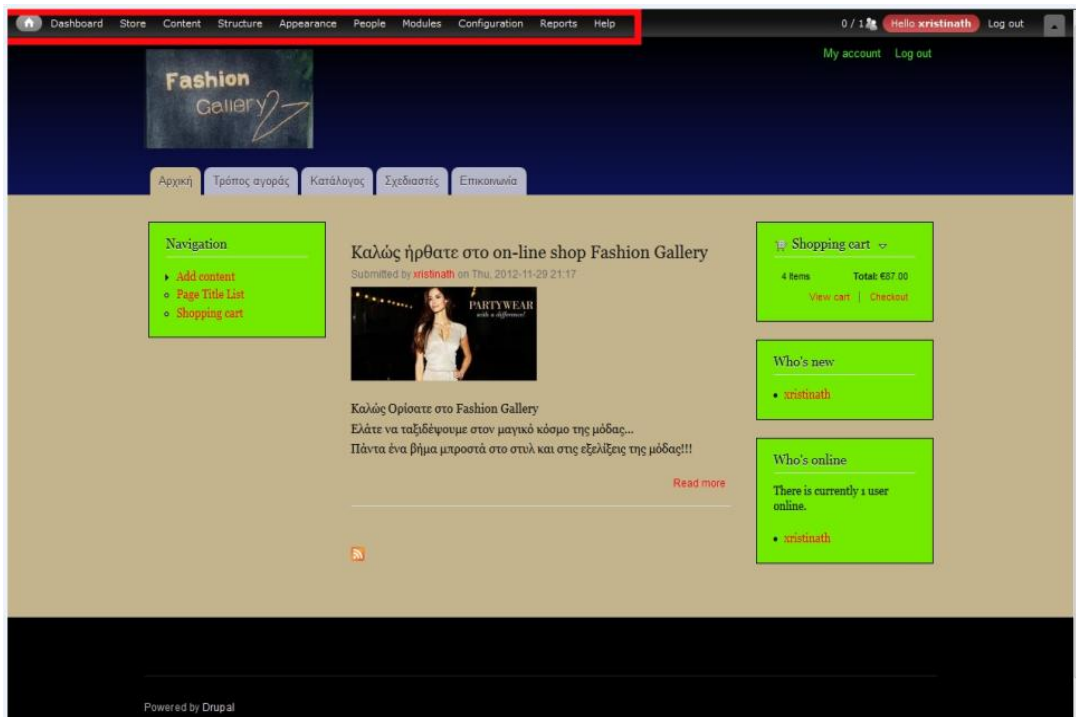 Dashboard Store Content Structure Appearance People Modules Configuration Reports Help 0 / 1 Hello xristinath Log out
My account Log out
Fashion
Gallery
Αρχική Τρόπος αγοράς Κατάλογος Σχεδιαστές Επικοινωνία
Navigation
Add content
Page Title List
Shopping cart
Καλώς ήρθατε στο on-line shop Fashion Gallery
Submitted by xristinath on Thu, 2012-11-29 21:17
PARTYWEAR
with a difference!
Καλώς Ορίσατε στο Fashion Gallery
Ελάτε να ταξιδέψουμε στον μαγικό κόσμο της μόδας...
Πάντα ένα βήμα μπροστά στο στυλ και στις εξελίξεις της μόδας!!!
Read more
Shopping cart
4 items Total: €87.00
View cart | Checkout
Who's new
xristinath
Who's online
There is currently 1 user
online.
xristinath
Powered by Drupal